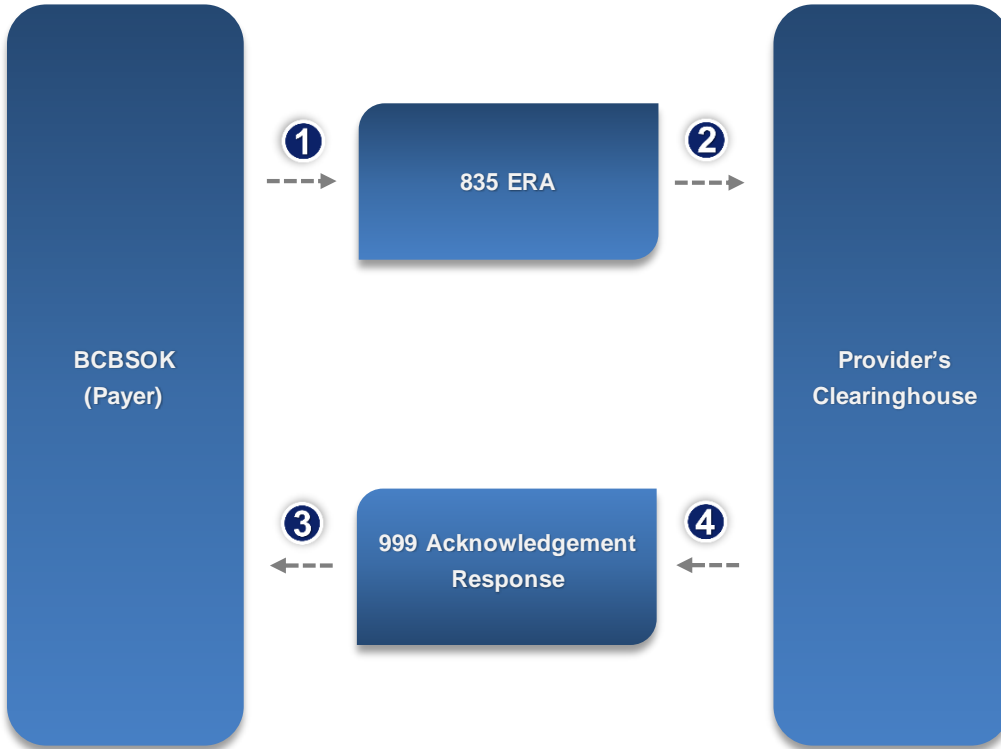 1
2
835 ERA
BCBSOK
(Payer)
Provider’s
Clearinghouse
3
4
999 Acknowledgement
Response